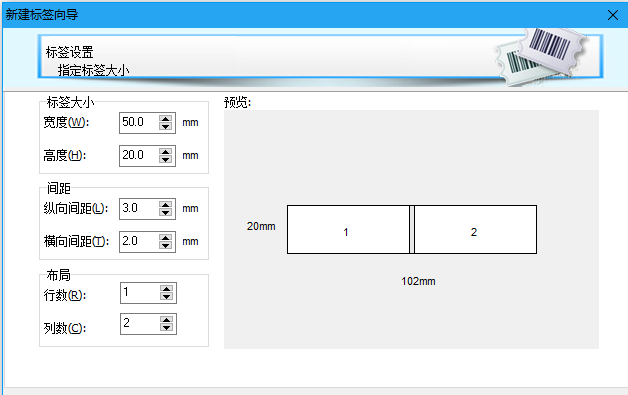 新建标签向导
标签设置
指定标签大小
标签大小
宽度(W): 50.0 mm
高度(H): 20.0 mm
间距
纵向间距(L): 3.0 mm
横向间距(T): 2.0 mm
布局
行数(R): 1
列数(C): 2
预览:
20mm
1 2
102mm